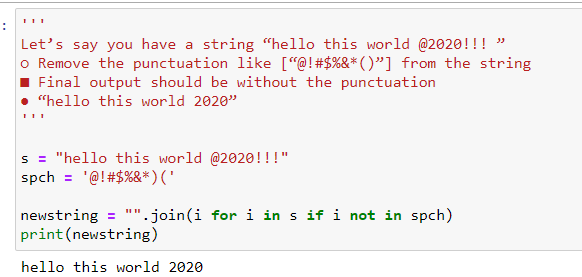 :
'''
Let’s say you have a string “hello this world @2020!!! ”
○ Remove the punctuation like [“@!#$%&*()”] from the string
■ Final output should be without the punctuation
● “hello this world 2020”
'''
s = "hello this world @2020!!!"
spch = '@!#$%&*)('
newstring = "".join(i for i in s if i not in spch)
print(newstring)
hello this world 2020